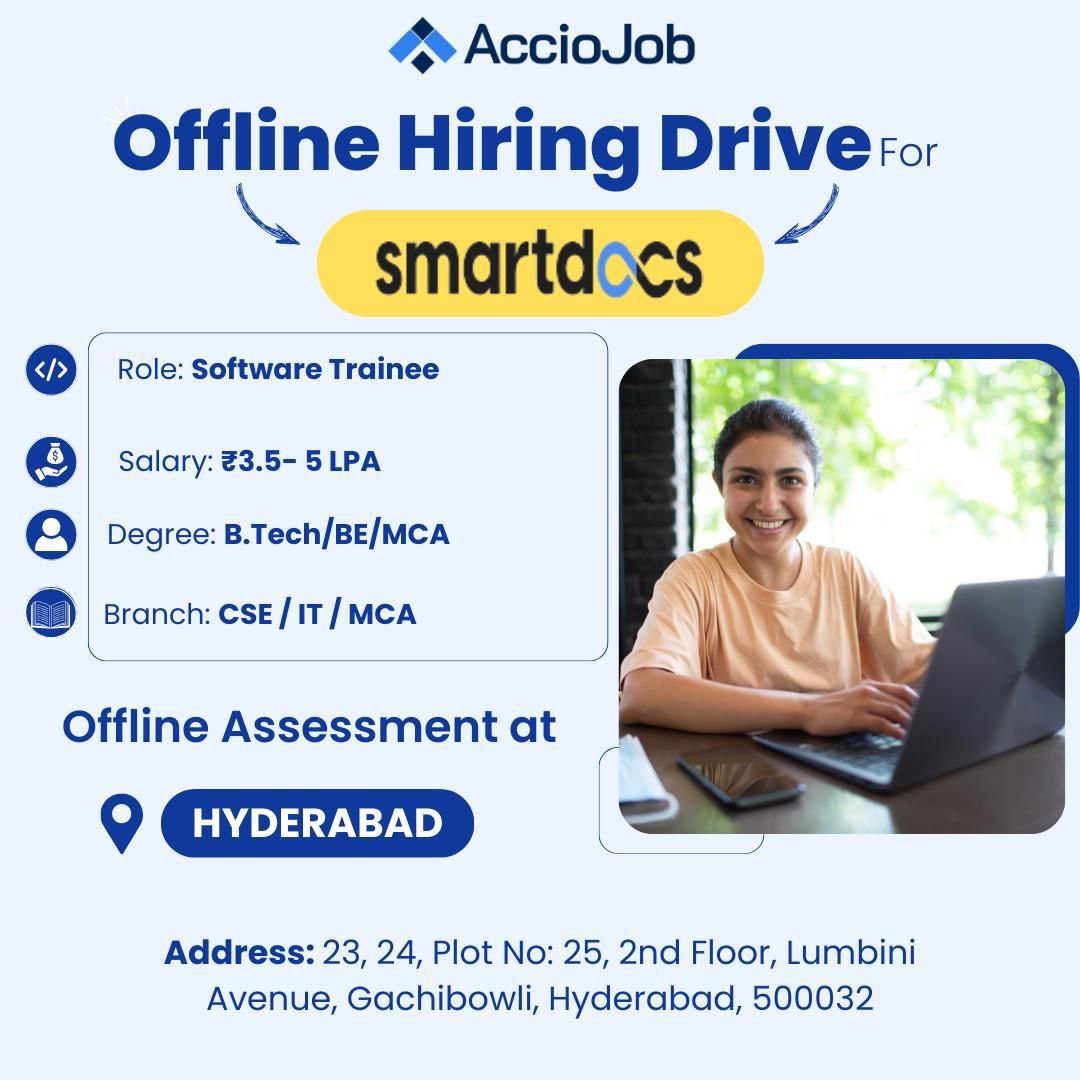 AccioJob
Offline Hiring Drive For
smartdocs
Role: Software Trainee
Salary: ₹3.5- 5 LPA
Degree: B.Tech/BE/MCA
Branch: CSE / IT / MCA
Offline Assessment at
HYDERABAD
Address: 23, 24, Plot No: 25, 2nd Floor, Lumbini
Avenue, Gachibowli, Hyderabad, 500032